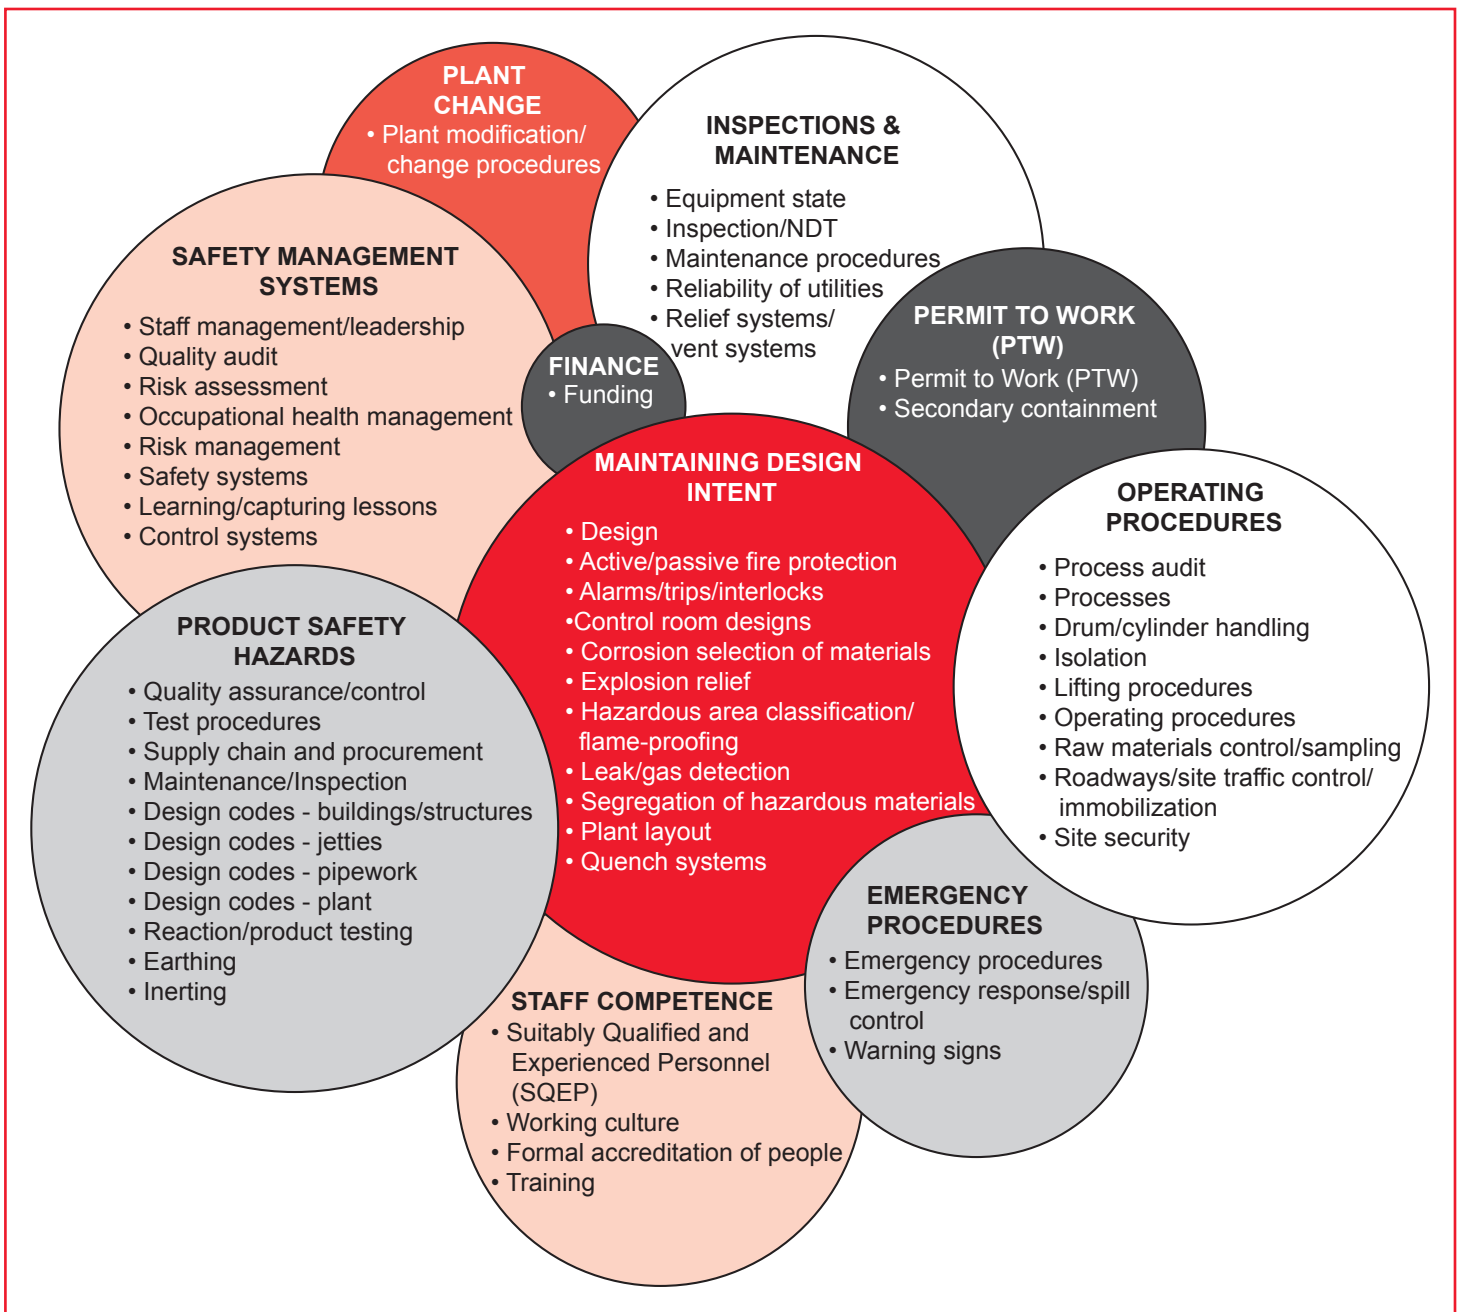 PLANT
CHANGE
• Plant modification/
change procedures
INSPECTIONS &
MAINTENANCE
• Equipment state
• Inspection/NDT
• Maintenance procedures
• Reliability of utilities
• Relief systems/
vent systems
SAFETY MANAGEMENT
SYSTEMS
• Staff management/leadership
• Quality audit
• Risk assessment
• Occupational health management
• Risk management
• Safety systems
• Learning/capturing lessons
• Control systems
FINANCE
• Funding
PERMIT TO WORK
(PTW)
• Permit to Work (PTW)
• Secondary containment
MAINTAINING DESIGN
INTENT
• Design
• Active/passive fire protection
• Alarms/trips/interlocks
•Control room designs
• Corrosion selection of materials
• Explosion relief
• Hazardous area classification/
flame-proofing
• Leak/gas detection
• Segregation of hazardous materials
• Plant layout
• Quench systems
OPERATING
PROCEDURES
• Process audit
• Processes
• Drum/cylinder handling
• Isolation
• Lifting procedures
• Operating procedures
• Raw materials control/sampling
• Roadways/site traffic control/
immobilization
• Site security
PRODUCT SAFETY
HAZARDS
• Quality assurance/control
• Test procedures
• Supply chain and procurement
• Maintenance/Inspection
• Design codes - buildings/structures
• Design codes - jetties
• Design codes - pipework
• Design codes - plant
• Reaction/product testing
• Earthing
• Inerting
EMERGENCY
PROCEDURES
• Emergency procedures
• Emergency response/spill
control
• Warning signs
STAFF COMPETENCE
• Suitably Qualified and
Experienced Personnel
(SQEP)
• Working culture
• Formal accreditation of people
• Training